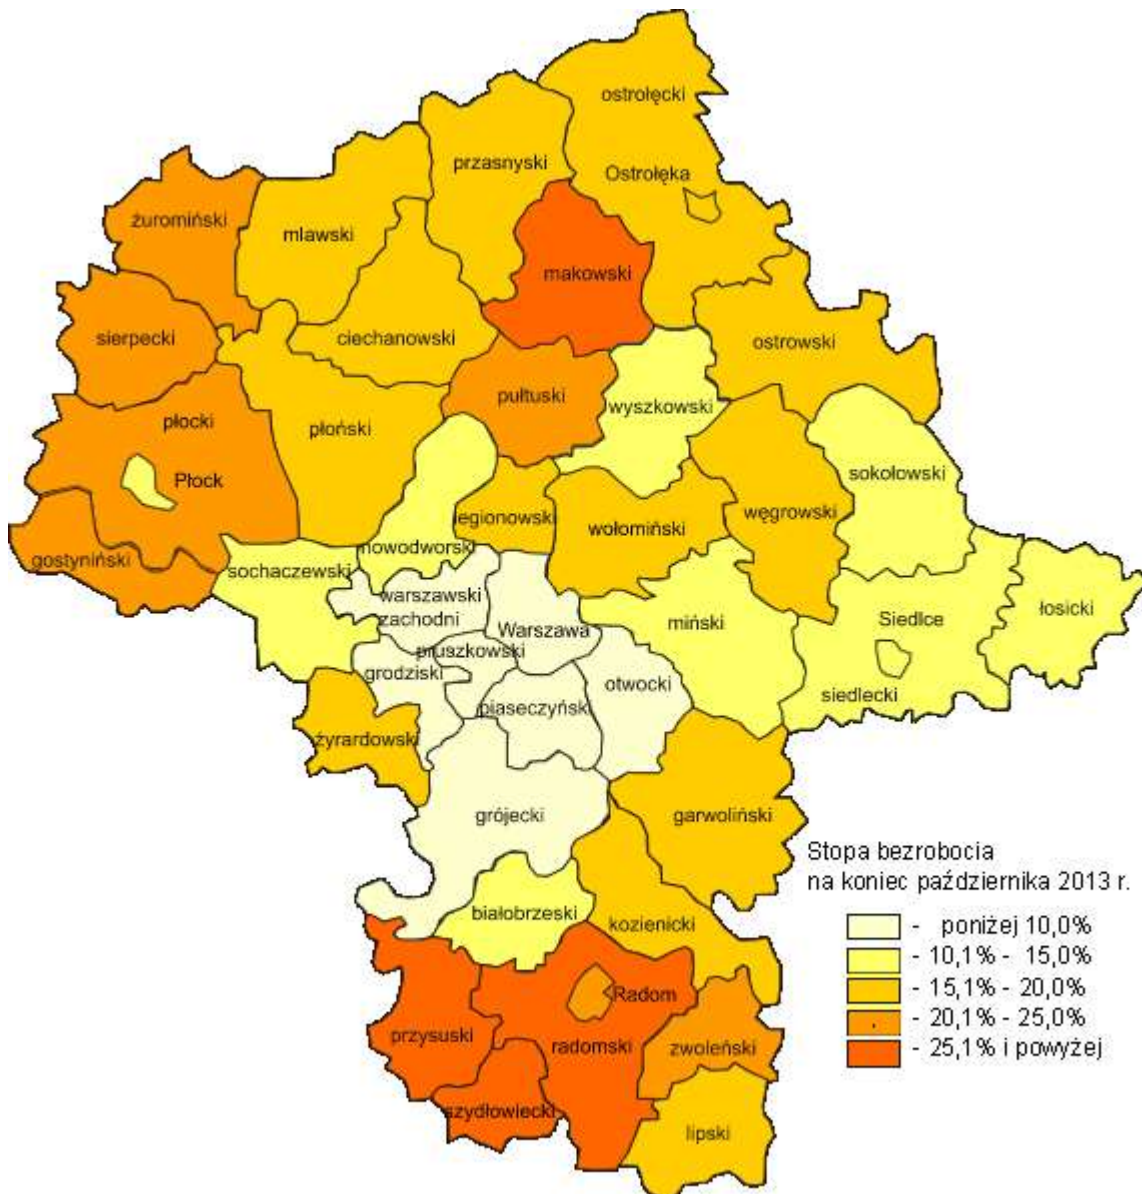 ostrołęcki
przasnyski
Ostrołęka
żuromiński
mlawski
makowski
sierpecki
ciechanowski
ostrowski
pułtuski
wyszkowski
płocki
płoński
sokołowski
Płock
legionowski
wołomiński
węgrowski
nowodworski
gostyniński
sochaczewski
warszawski
zachodni
łosicki
Siedlce
miński
Warszawa
pruszkowski
grodziski
otwocki
siedlecki
piaseczyński
żyrardowski
grójecki
garwoliński
Stopa bezrobocia
na koniec października 2013 r.
białobrzeski
kozienicki
- poniżej 10,0%
- 10,1% - 15,0%
- 15,1% - 20,0%
- 20,1% - 25,0%
- 25,1% i powyżej
Radom
przysuski
radomski
zwoleński
szydłowiecki
lipski